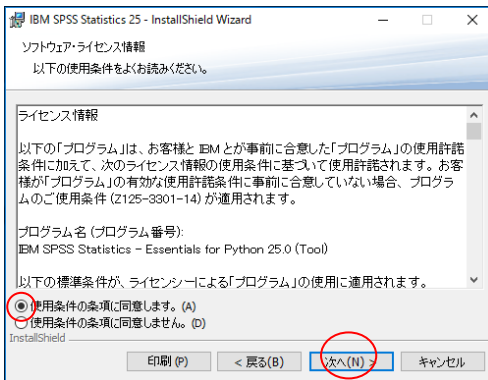 IBM SPSS Statistics 25 - InstallShield Wizard
ソフトウェア・ライセンス情報
以下の使用条件をよくお読みください。
ライセンス情報
以下の「プログラム」は、お客様と IBM とが事前に合意した「プログラム」の使用許諾
条件に加えて、次のライセンス情報の使用条件に基づいて使用許諾されます。お客
様が「プログラム」の有効な使用許諾条件に事前に合意していない場合、プログラ
ムのご使用条件 (Z125-3301-14) が適用されます。
プログラム名 (プログラム番号):
IBM SPSS Statistics - Essentials for Python 25.0 (Tool)
以下の標準条件が、ライセンシーによる「プログラム」の使用に適用されます。
使用条件の条項に同意します。(A)
使用条件の条項に同意しません。(D)
InstallShield
印刷(P) < 戻る(B) 次へ(N) > キャンセル